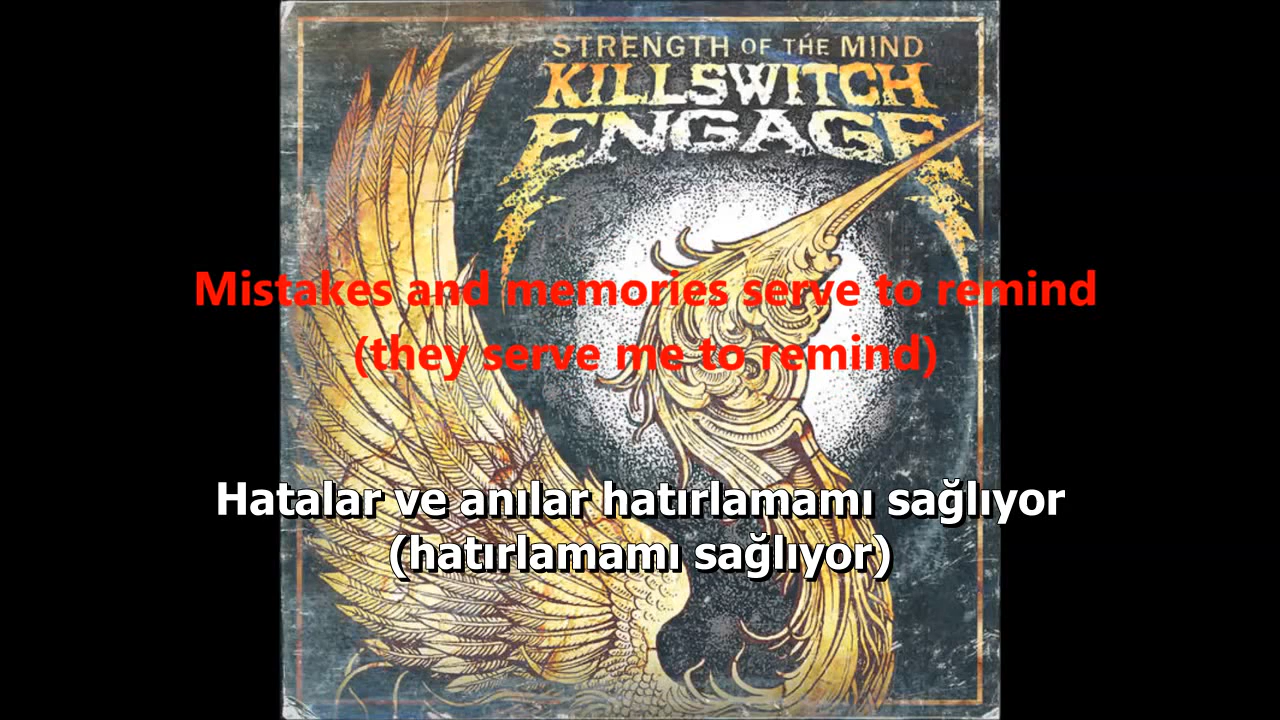 STRENGTH OF THE MIND
KILLSWITCH
ENGAGE
Mistakes and memories serve to remind
(they serve me to remind)
Hatalar ve anılar hatırlamamı sağlıyor
(hatırlamamı sağlıyor)